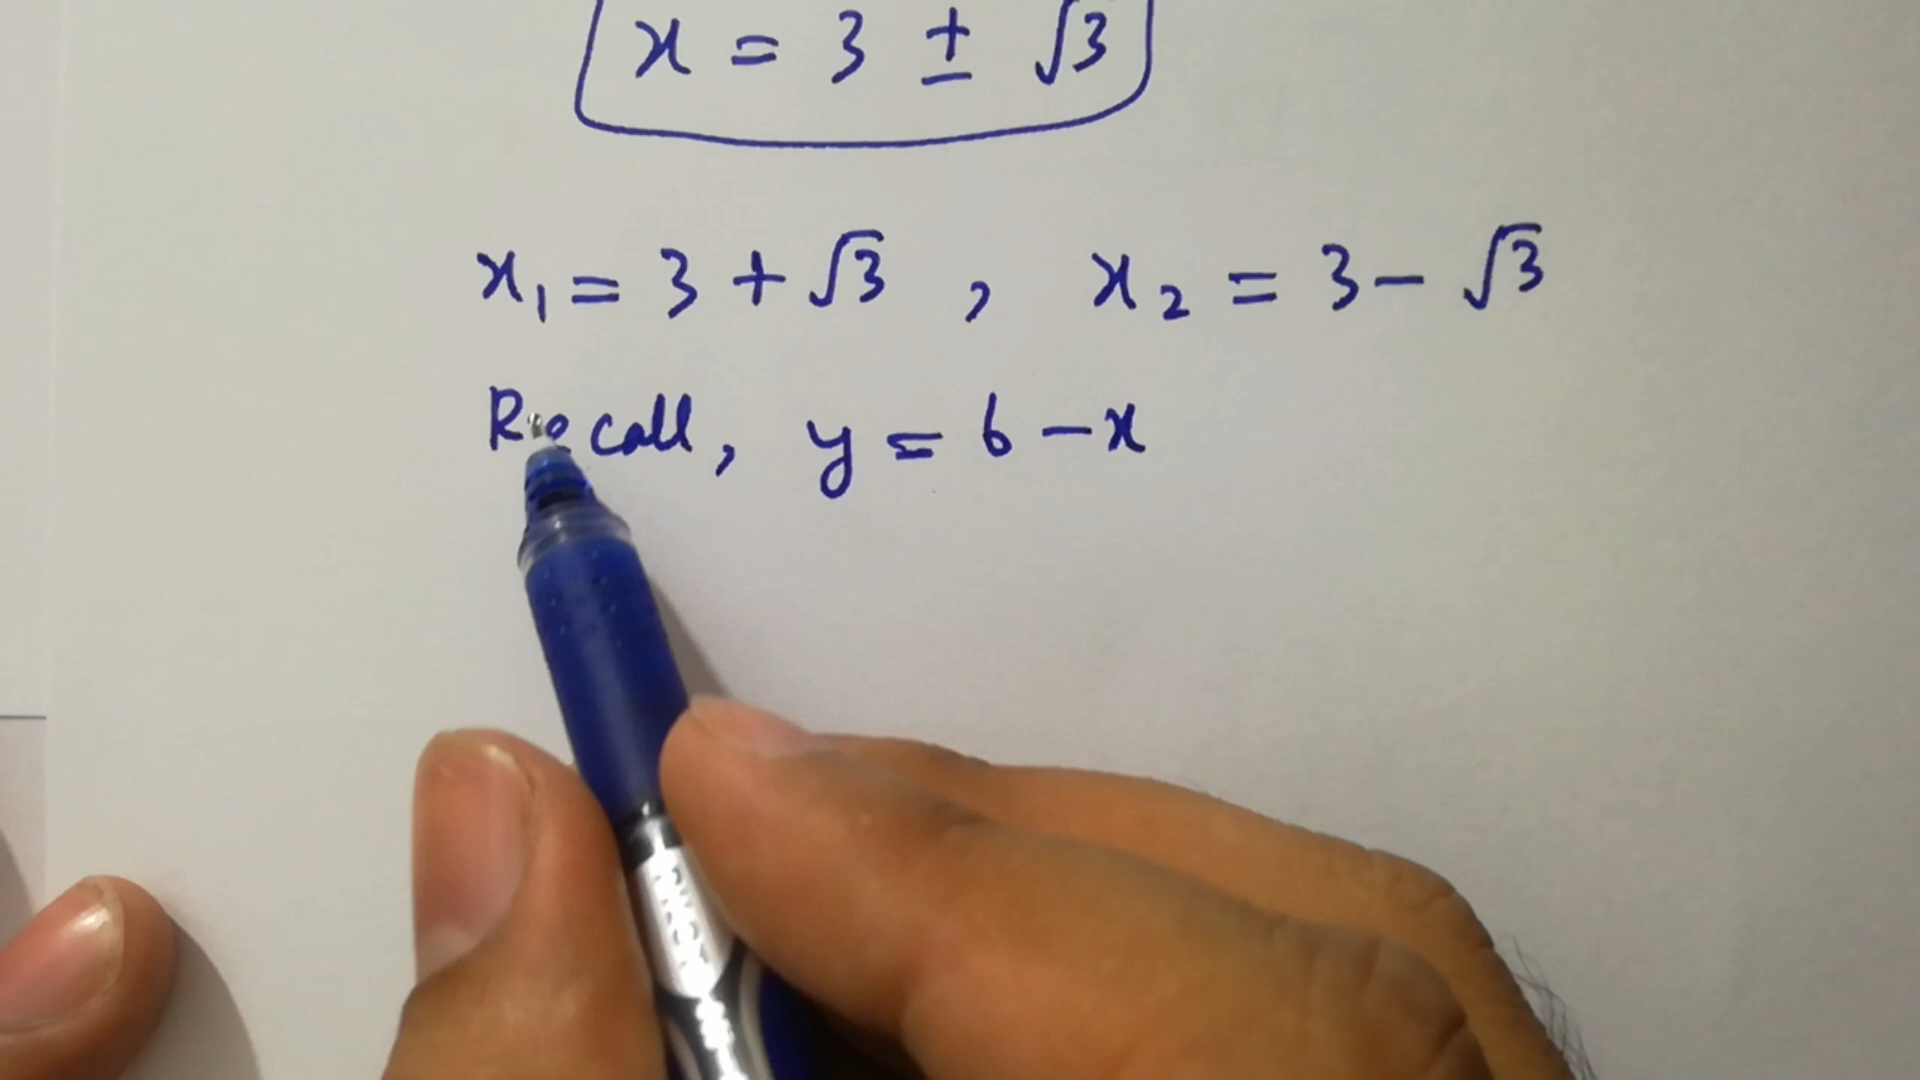 x = 3 ± √3
x₁ = 3 + √3 , x₂ = 3 - √3
Recall, y = 6 - x